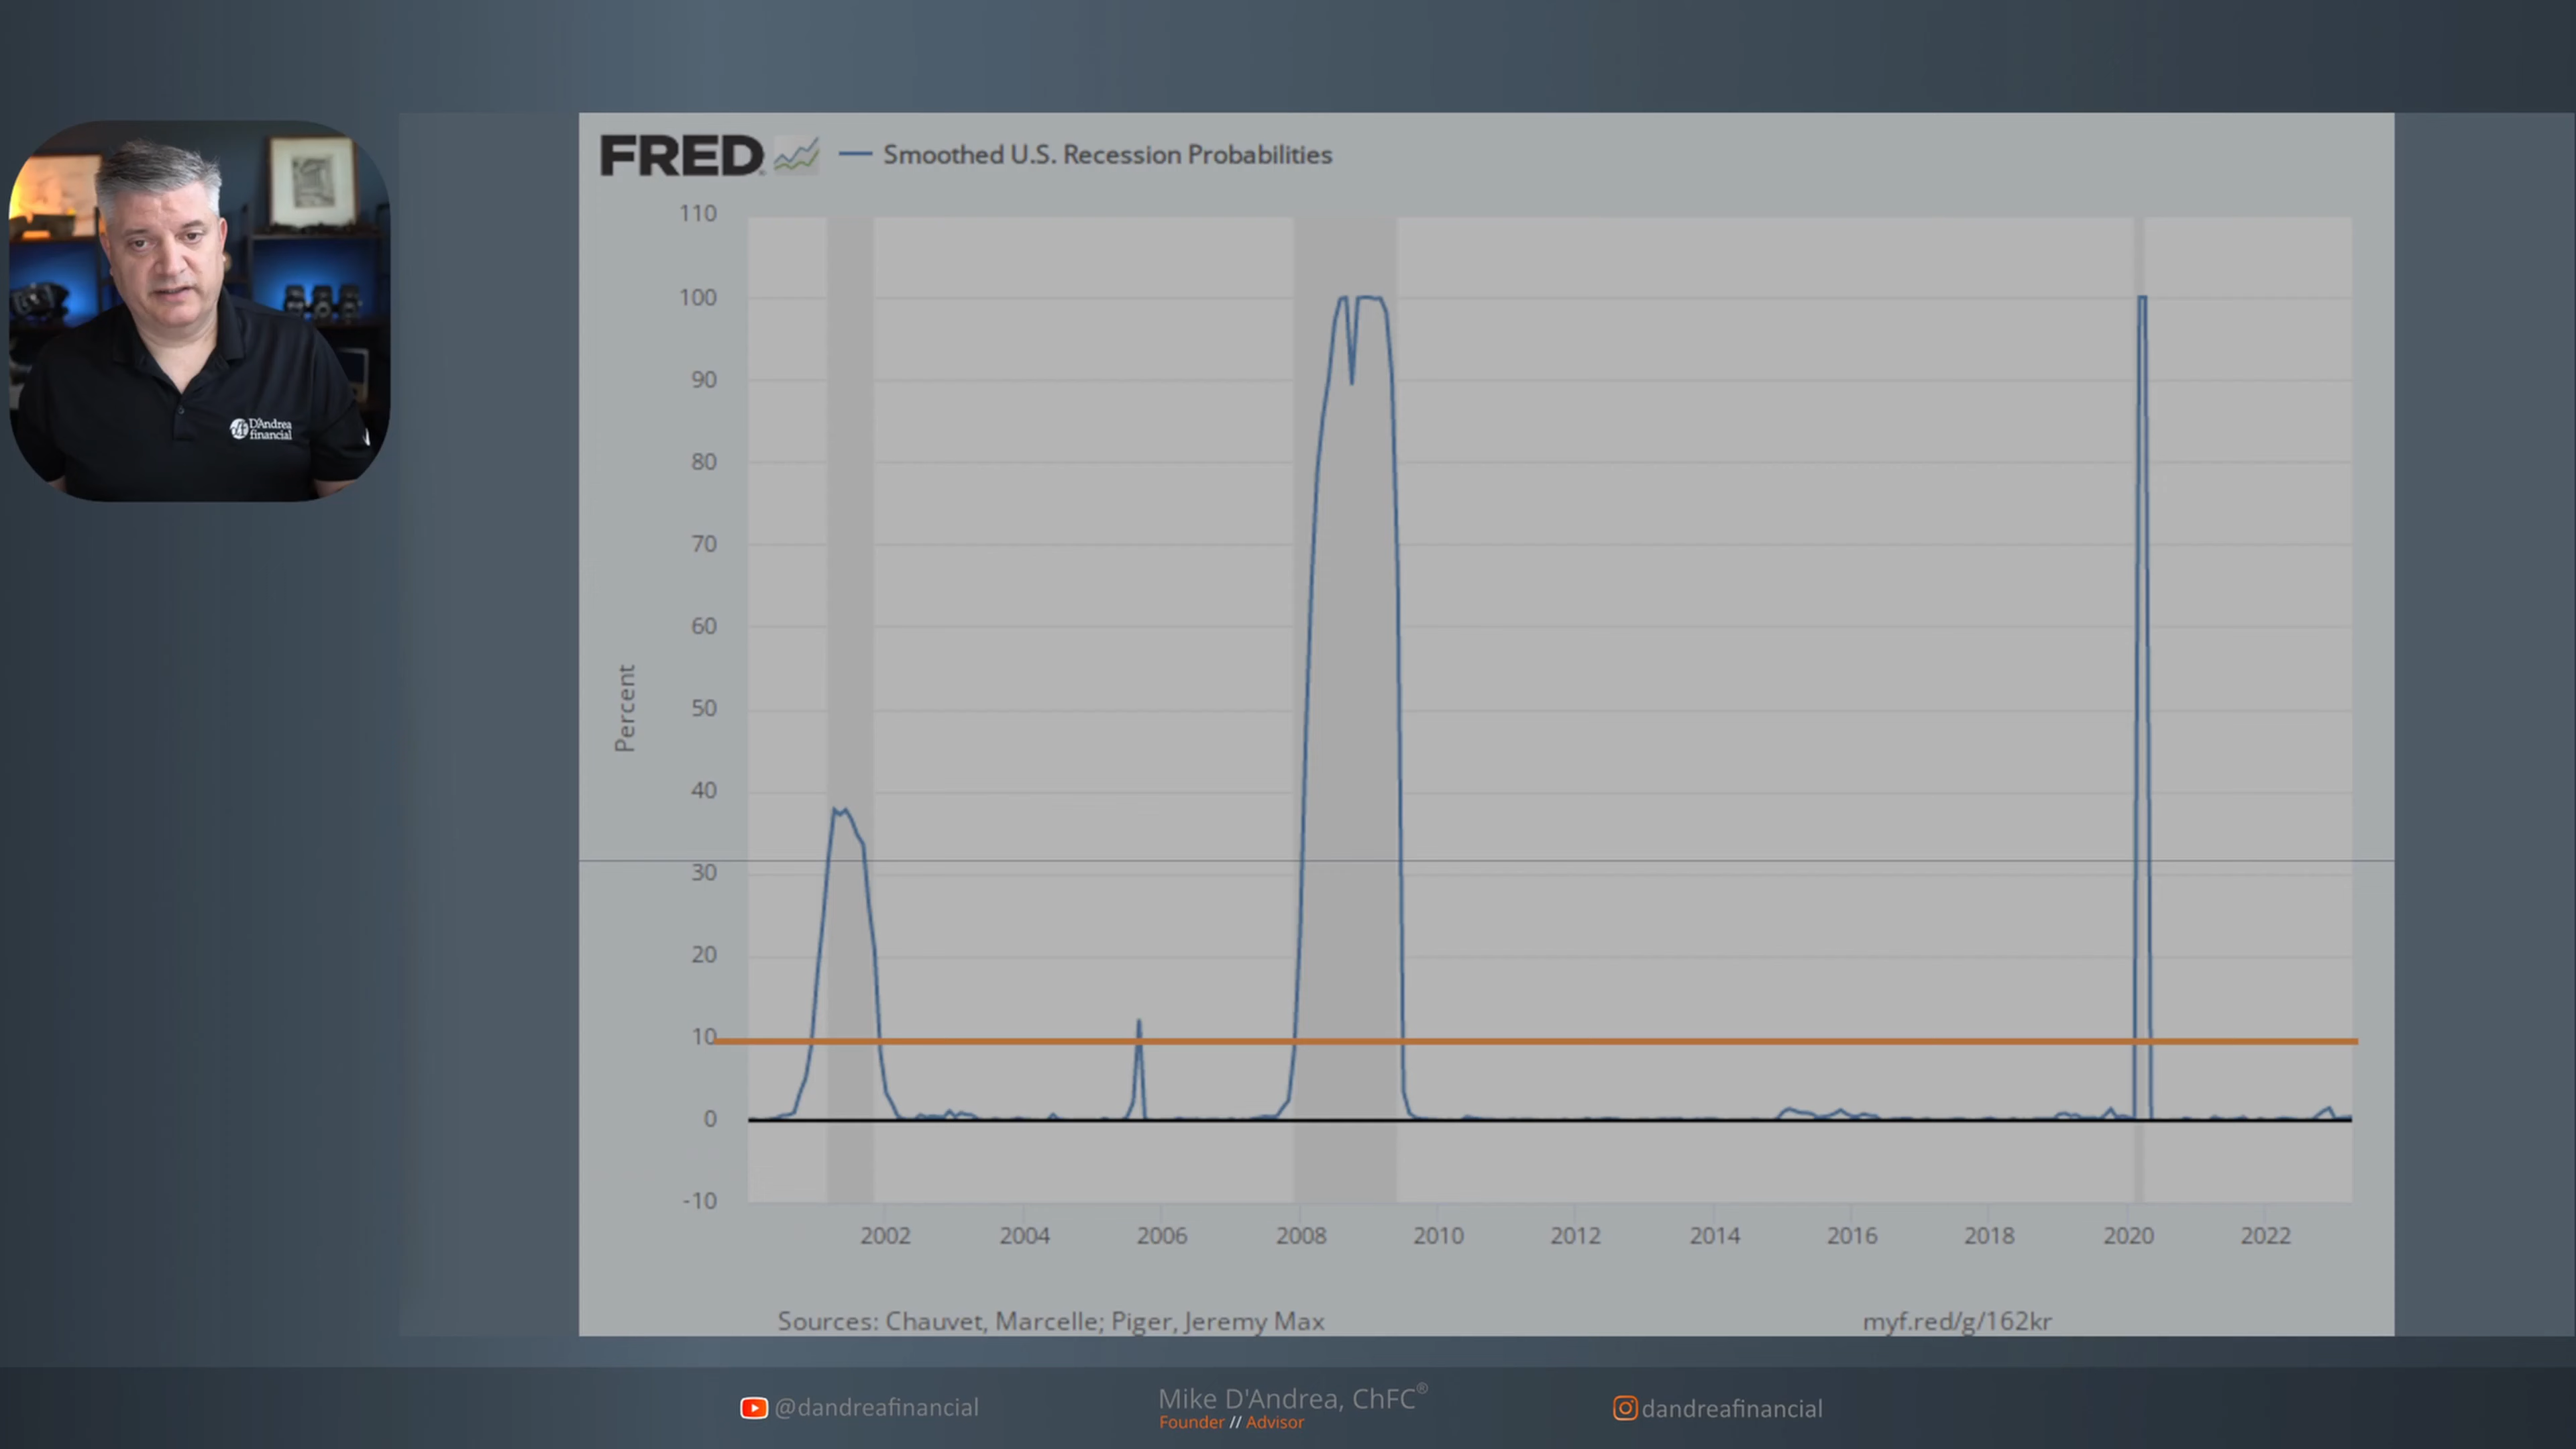 FRED
Smoothed U.S. Recession Probabilities
110
100
90
80
70
60
50
40
30
20
10
0
-10
Percent
2002 2004 2006 2008 2010 2012 2014 2016 2018 2020 2022
Sources: Chauvet, Marcelle; Piger, Jeremy Max
myf.red/g/162kr
D'Andrea
financial
@dandreafinancial
Mike D'Andrea, ChFC®
Founder // Advisor
dandreafinancial